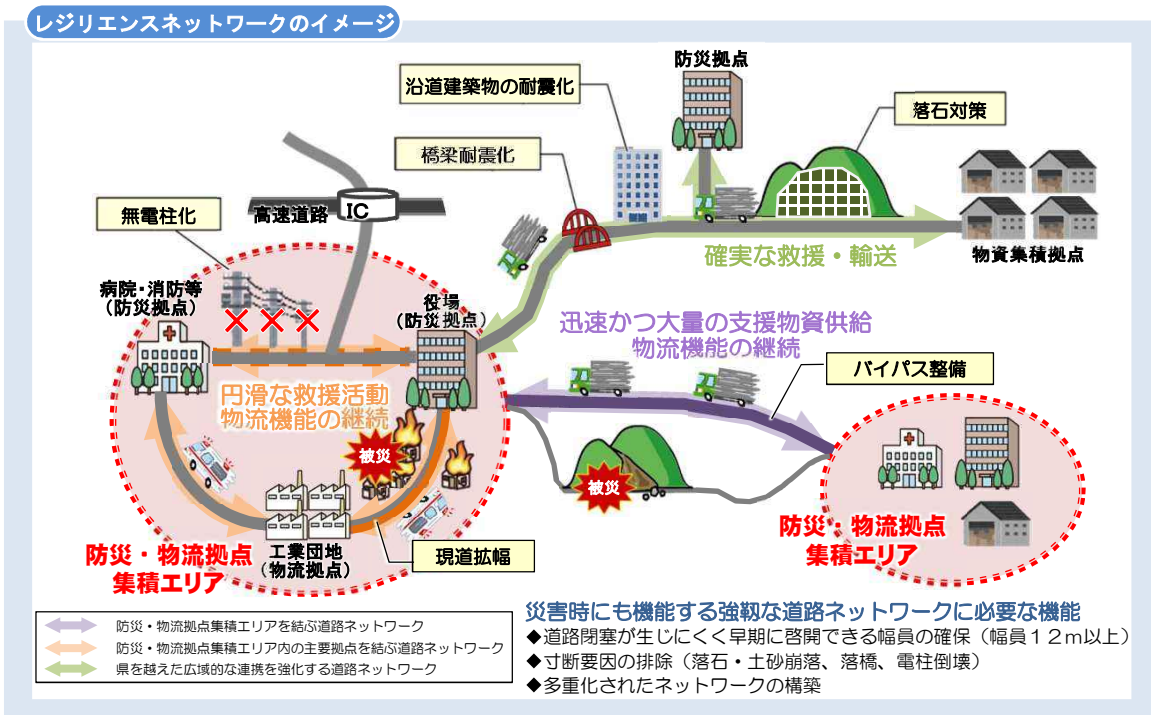 レジリエンスネットワークのイメージ
防災拠点
沿道建築物の耐震化
落石対策
橋梁耐震化
無電柱化
高速道路
IC
確実な救援・輸送
物資集積拠点
病院・消防等
(防災拠点)
役場
(防災拠点)
迅速かつ大量の支援物資供給
物流機能の継続
バイパス整備
円滑な救援活動
物流機能の継続
被災
被災
工業団地
(物流拠点)
現道拡幅
防災・物流拠点
集積エリア
防災・物流拠点
集積エリア
防災・物流拠点集積エリアを結ぶ道路ネットワーク
防災・物流拠点集積エリア内の主要拠点を結ぶ道路ネットワーク
県を越えた広域的な連携を強化する道路ネットワーク
災害時にも機能する強靱な道路ネットワークに必要な機能
◆道路閉塞が生じにくく早期に啓開できる幅員の確保（幅員１２ｍ以上）
◆寸断要因の排除（落石・土砂崩落、落橋、電柱倒壊）
◆多重化されたネットワークの構築